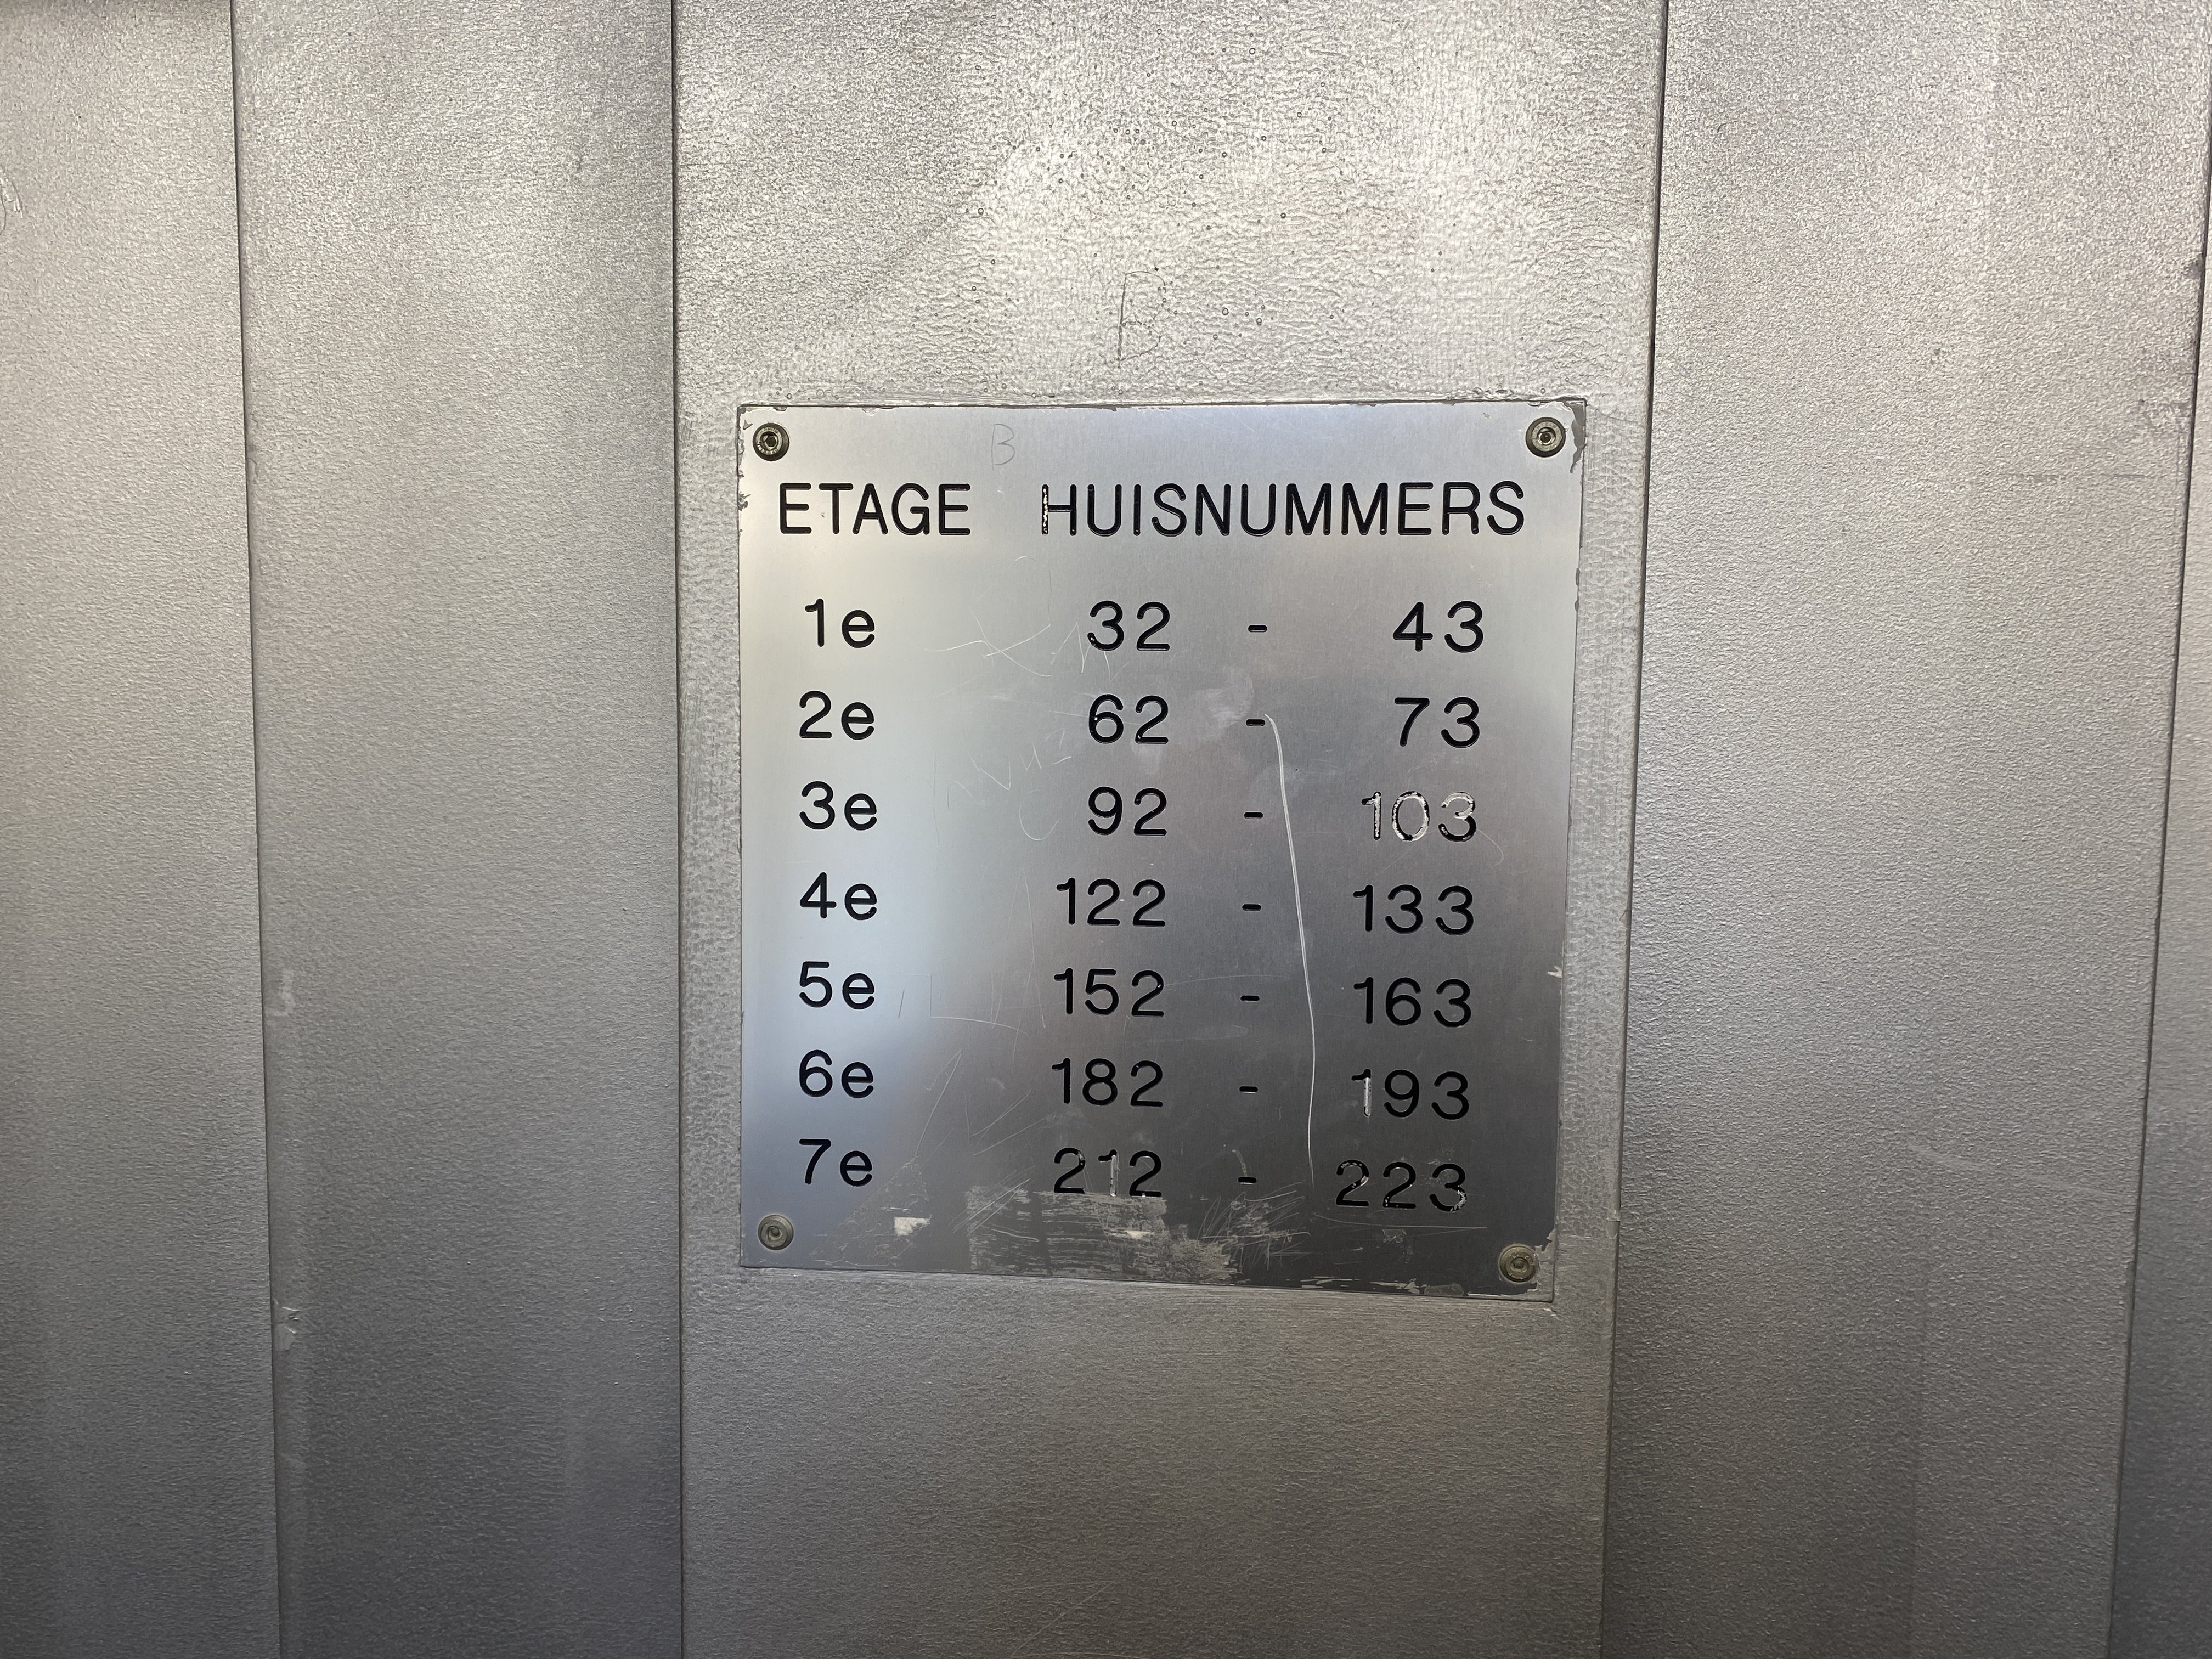 B
B
ETAGE HUISNUMMERS
1e 32 - 43
2e 62 - 73
3e 92 - 103
4e 122 - 133
5e 152 - 163
6e 182 - 193
7e 212 - 223